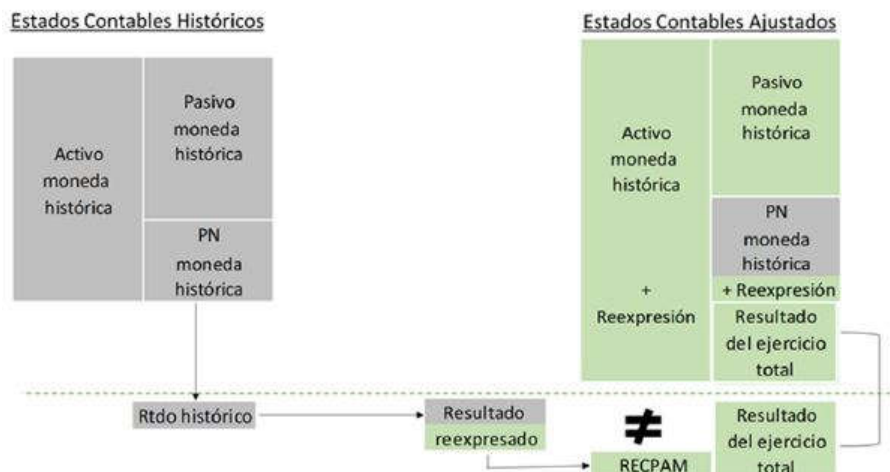 Estados Contables Históricos
Estados Contables Ajustados
Activo
moneda
histórica
Pasivo
moneda
histórica
PN
moneda
histórica
Activo
moneda
histórica
+
Reexpresión
Pasivo
moneda
histórica
PN
moneda
histórica
+ Reexpresión
Resultado
del ejercicio
total
Rtdo histórico
Resultado
reexpresado
≠
RECPAM
Resultado
del ejercicio
total